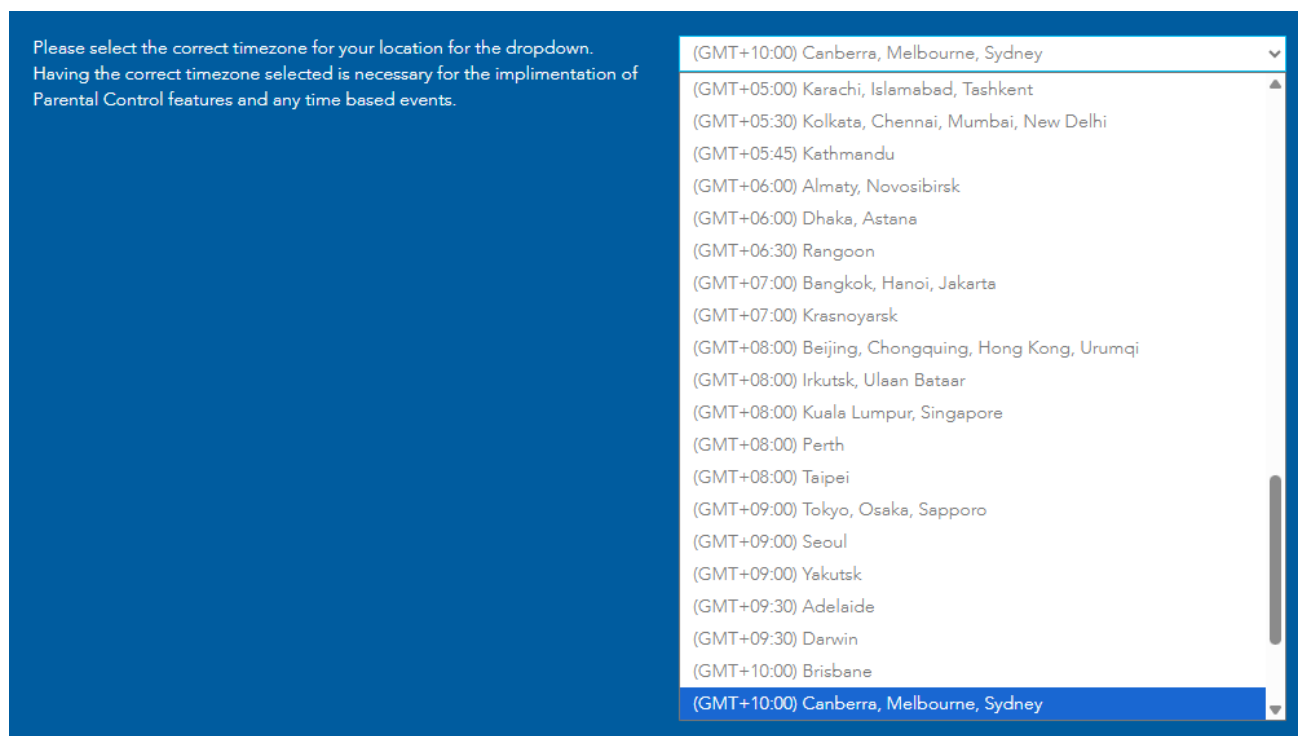 Please select the correct timezone for your location for the dropdown.
Having the correct timezone selected is necessary for the implimentation of
Parental Control features and any time based events.
(GMT+10:00) Canberra, Melbourne, Sydney
(GMT+05:00) Karachi, Islamabad, Tashkent
(GMT+05:30) Kolkata, Chennai, Mumbai, New Delhi
(GMT+05:45) Kathmandu
(GMT+06:00) Almaty, Novosibirsk
(GMT+06:00) Dhaka, Astana
(GMT+06:30) Rangoon
(GMT+07:00) Bangkok, Hanoi, Jakarta
(GMT+07:00) Krasnoyarsk
(GMT+08:00) Beijing, Chongquing, Hong Kong, Urumqi
(GMT+08:00) Irkutsk, Ulaan Bataar
(GMT+08:00) Kuala Lumpur, Singapore
(GMT+08:00) Perth
(GMT+08:00) Taipei
(GMT+09:00) Tokyo, Osaka, Sapporo
(GMT+09:00) Seoul
(GMT+09:00) Yakutsk
(GMT+09:30) Adelaide
(GMT+09:30) Darwin
(GMT+10:00) Brisbane
(GMT+10:00) Canberra, Melbourne, Sydney